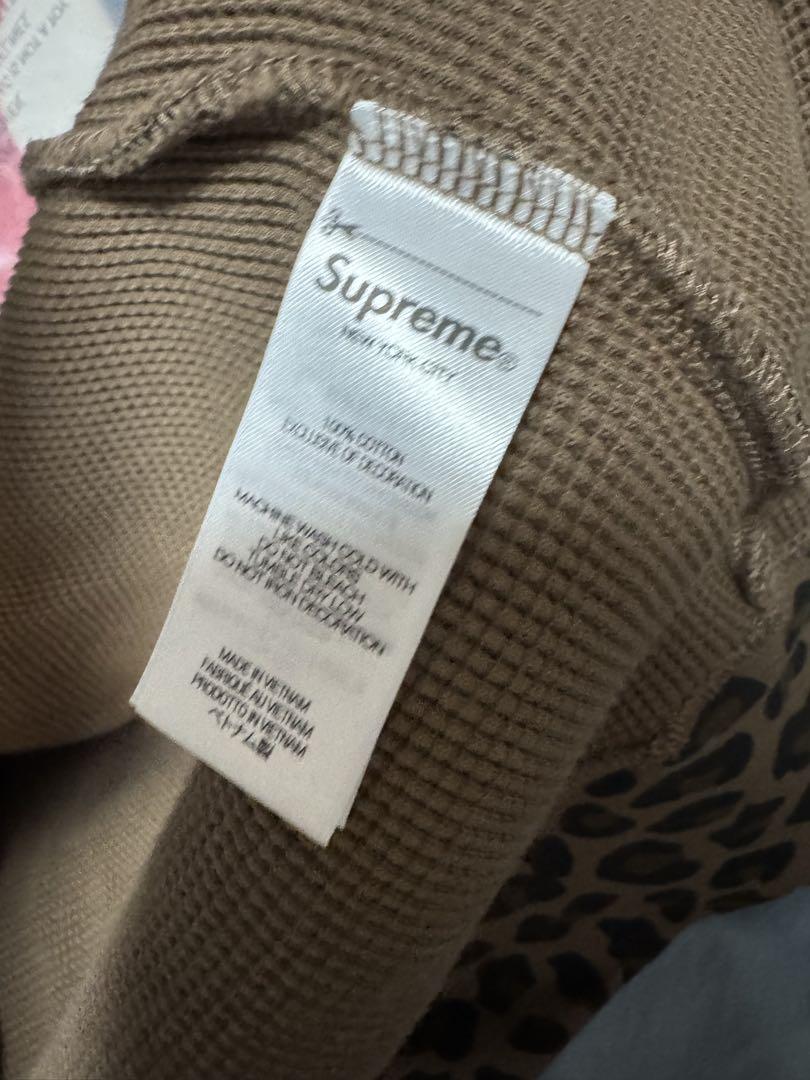 Supreme®
NEW YORK CITY
100% COTTON
EXCLUSIVE OF DECORATION
MACHINE WASH COLD WITH
LIKE COLORS
DO NOT BLEACH
TUMBLE DRY LOW
DO NOT IRON DECORATION
MADE IN VIETNAM
FABRIQUÉ AU VIETNAM
PRODOTTO IN VIETNAM
ベトナム製